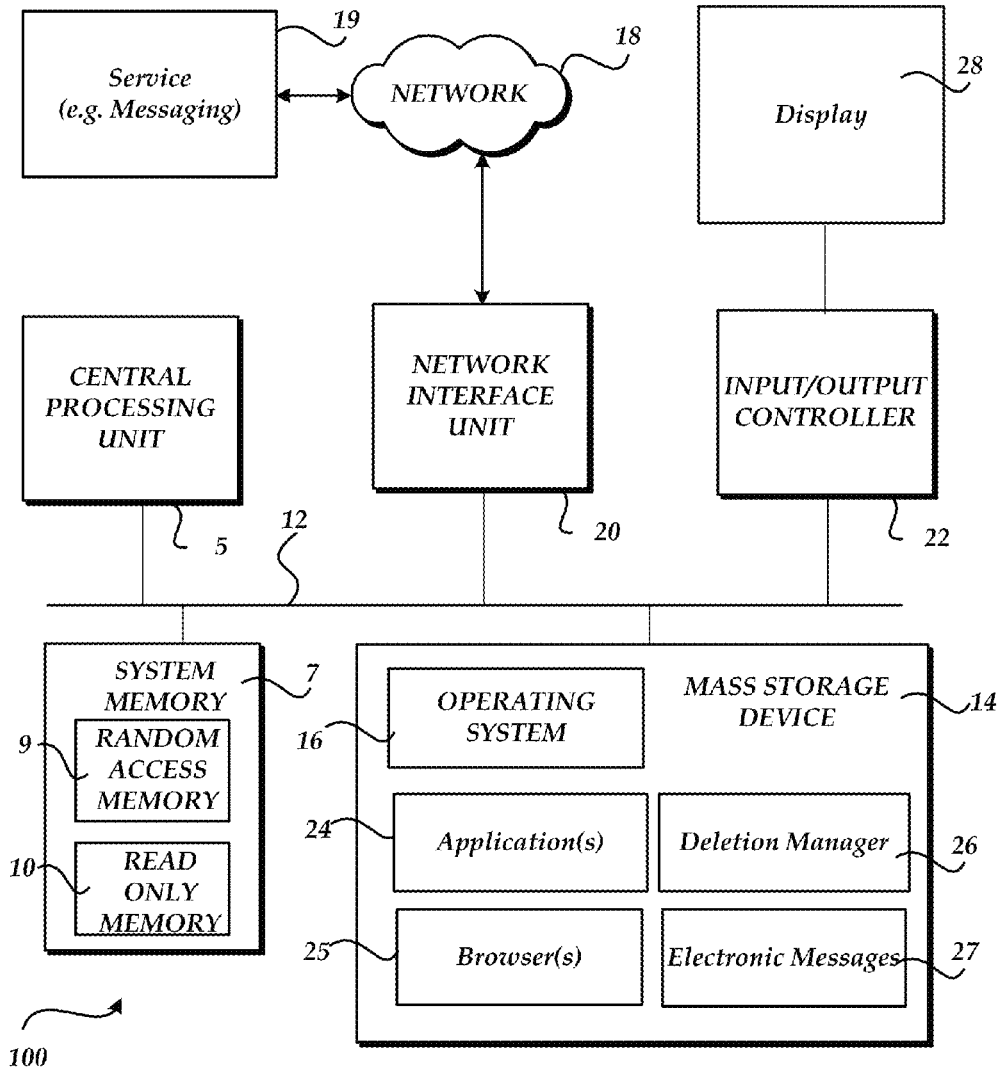 19
Service
(e.g. Messaging)
18
NETWORK
28
Display
CENTRAL
PROCESSING
UNIT
NETWORK
INTERFACE
UNIT
INPUT/OUTPUT
CONTROLLER
5
12
20
22
SYSTEM
MEMORY
7
9
RANDOM
ACCESS
MEMORY
10
READ
ONLY
MEMORY
OPERATING
SYSTEM
16
MASS STORAGE
DEVICE
14
24
Application(s)
Deletion Manager
26
25
Browser(s)
Electronic Messages
27
100